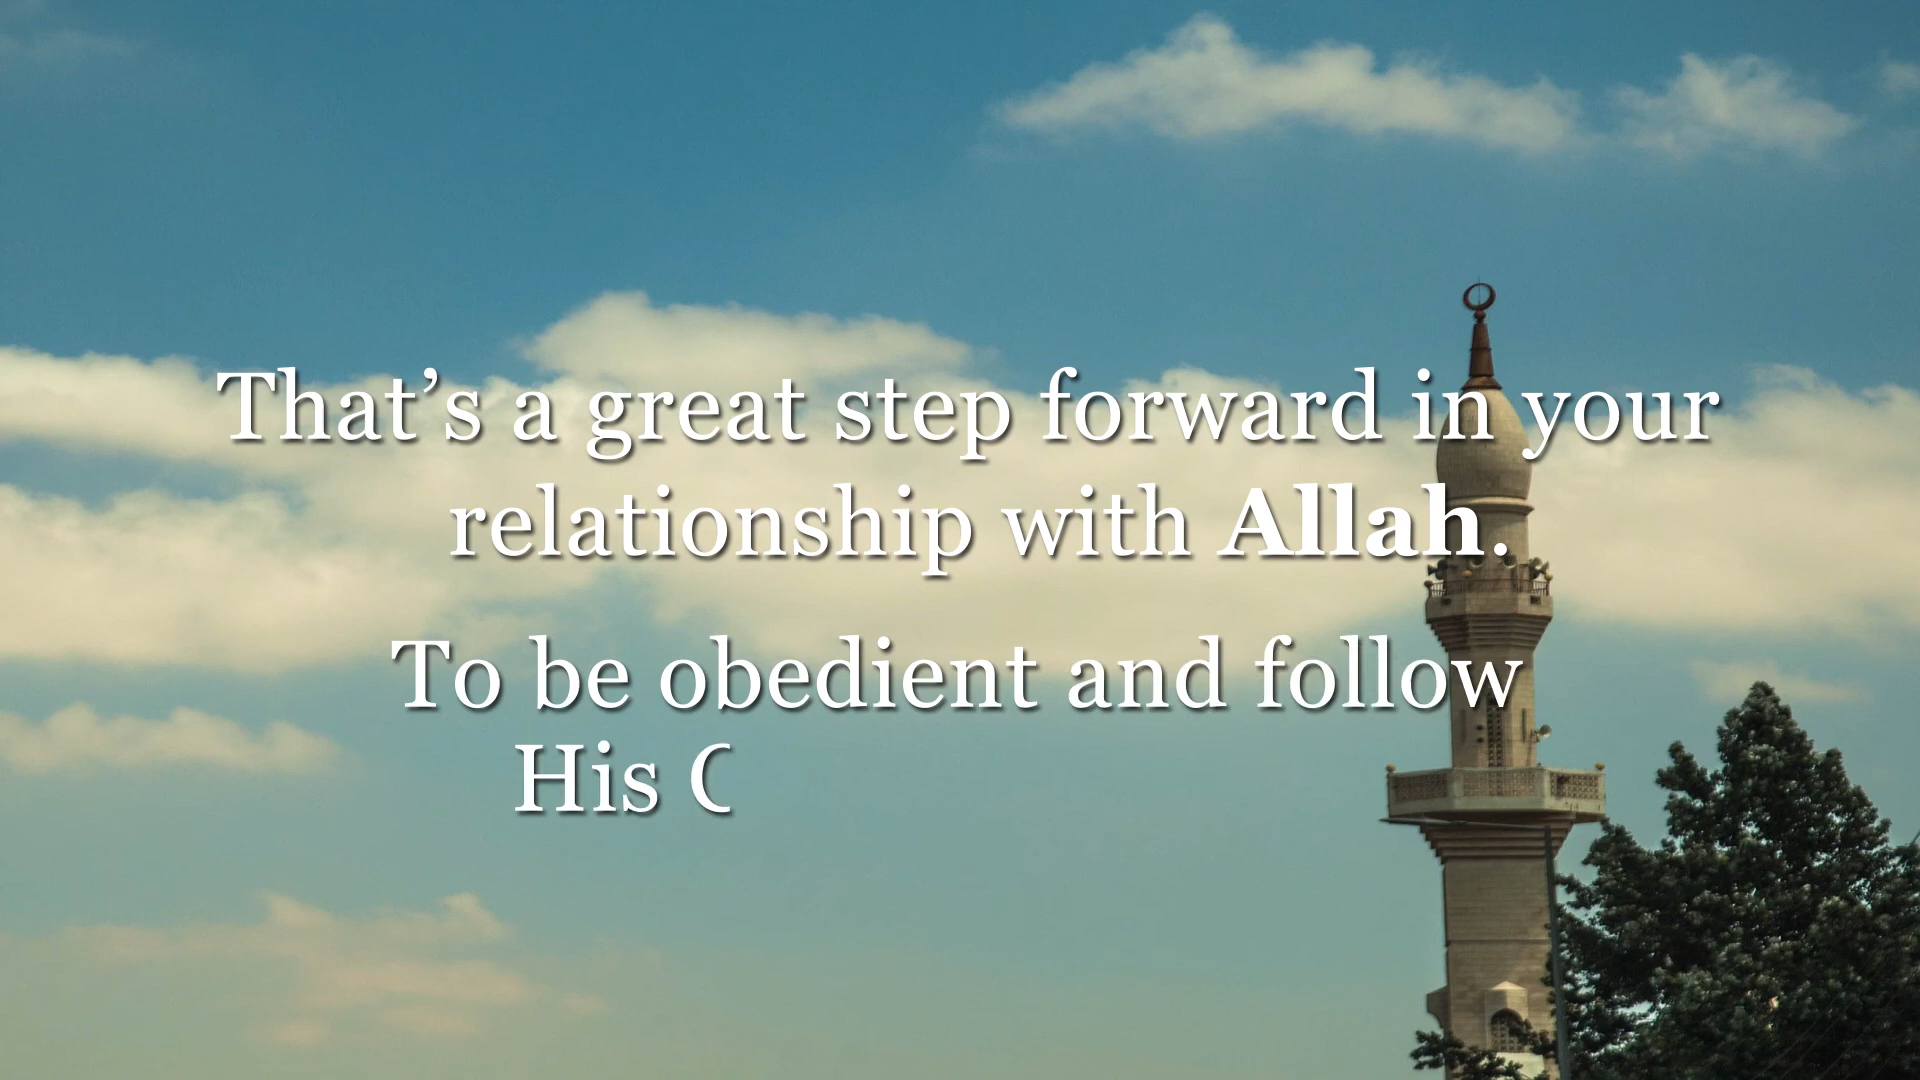 That’s a great step forward in your
relationship with Allah.
To be obedient and follow
His